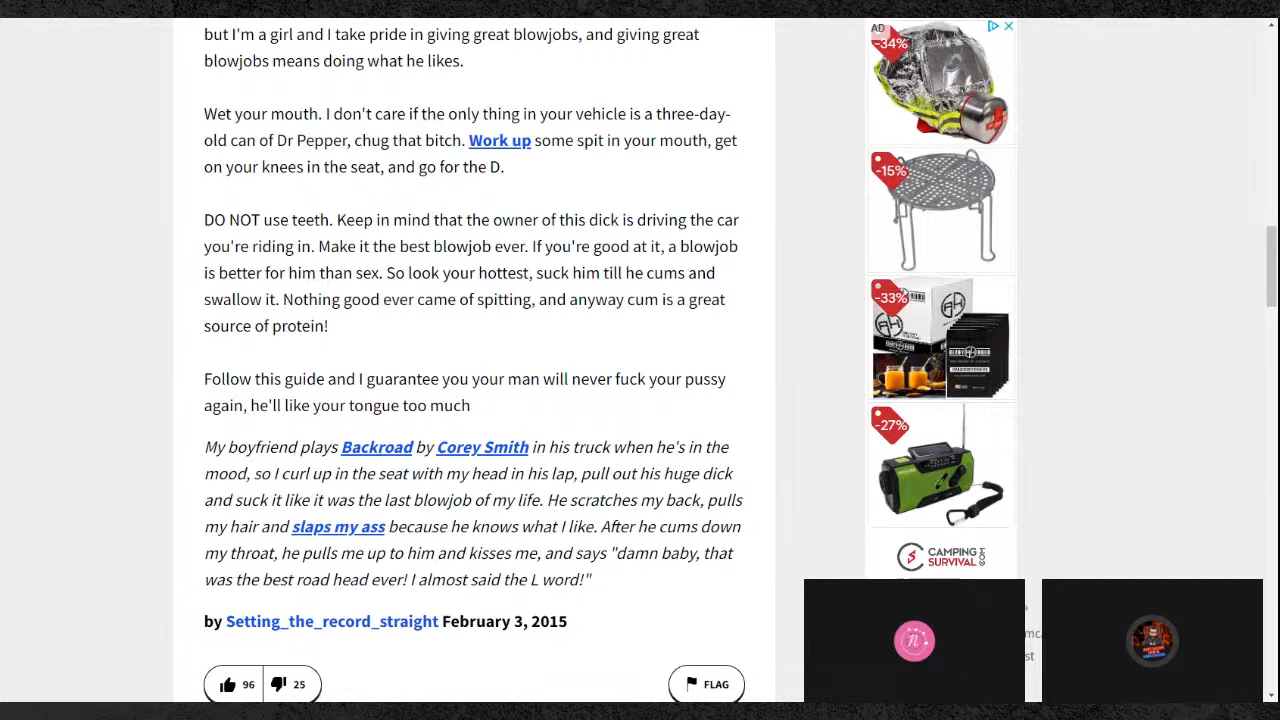 but I'm a girl and I take pride in giving great blowjobs, and giving great
blowjobs means doing what he likes.
Wet your mouth. I don't care if the only thing in your vehicle is a three-day-
old can of Dr Pepper, chug that bitch. Work up some spit in your mouth, get
on your knees in the seat, and go for the D.
DO NOT use teeth. Keep in mind that the owner of this dick is driving the car
you're riding in. Make it the best blowjob ever. If you're good at it, a blowjob
is better for him than sex. So look your hottest, suck him till he cums and
swallow it. Nothing good ever came of spitting, and anyway cum is a great
source of protein!
Follow this guide and I guarantee you your man will never fuck your pussy
again, he'll like your tongue too much
My boyfriend plays Backroad by Corey Smith in his truck when he's in the
mood, so I curl up in the seat with my head in his lap, pull out his huge dick
and suck it like it was the last blowjob of my life. He scratches my back, pulls
my hair and slaps my ass because he knows what I like. After he cums down
my throat, he pulls me up to him and kisses me, and says "damn baby, that
was the best road head ever! I almost said the L word!"
by Setting_the_record_straight February 3, 2015
96
25
FLAG
AD
-34%
-15%
-33%
-27%
CAMPING
SURVIVAL
.COM